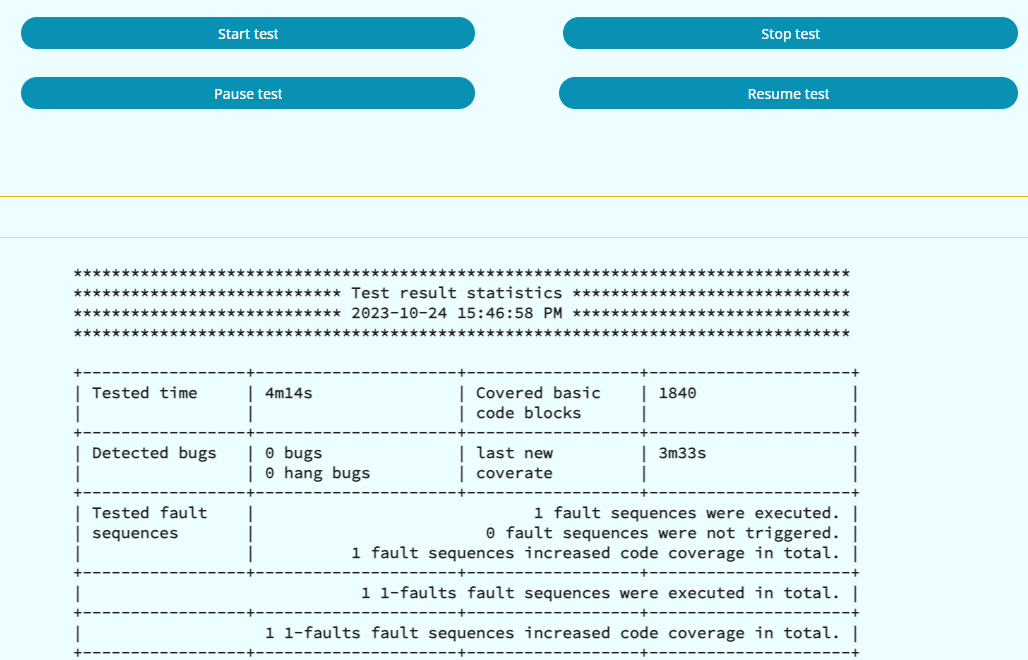 Start test
Stop test
Pause test
Resume test
*********************************************************************************
**************************** Test result statistics *****************************
**************************** 2023-10-24 15:46:58 PM *****************************
*********************************************************************************
+-----------------+---------------------+------------------+---------------------+
| Tested time | 4m14s | Covered basic | 1840 |
| | | code blocks | |
+-----------------+---------------------+------------------+---------------------+
| Detected bugs | 0 bugs | last new | 3m33s |
| | 0 hang bugs | coverate | |
+-----------------+---------------------+------------------+---------------------+
| Tested fault | 1 fault sequences were executed. |
| sequences | 0 fault sequences were not triggered. |
| | 1 fault sequences increased code coverage in total. |
+-----------------+---------------------+------------------+---------------------+
| 1 1-faults fault sequences were executed in total. |
+-----------------+---------------------+------------------+---------------------+
| 1 1-faults fault sequences increased code coverage in total. |
+-----------------+---------------------+------------------+---------------------+